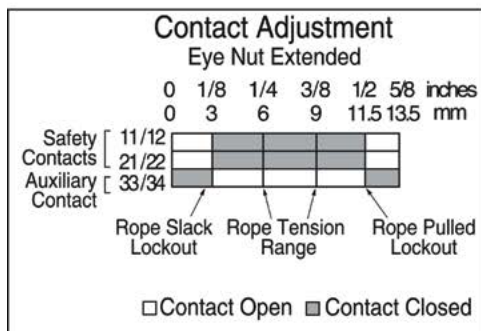 Contact Adjustment
Eye Nut Extended
0 1/8 1/4 3/8 1/2 5/8 inches
0 3 6 9 11.5 13.5 mm
Safety Contacts 11/12
21/22
Auxiliary Contact 33/34
Rope Slack Lockout
Rope Tension Range
Rope Pulled Lockout
Contact Open Contact Closed